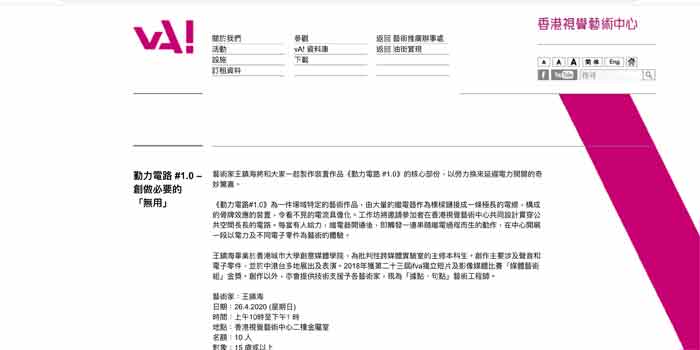 vA!
香港視覺藝術中心
關於我們 參觀 返回 藝術推廣辦事處
活動 vA! 資料庫 返回 油街實現
設施 下載
訂租資料
A A A 簡体 Eng
f YouTube 搜尋
動力電路 #1.0 –
創做必要的
「無用」
藝術家王鎮海將和大家一起製作裝置作品《動力電路 #1.0》的核心部份，以勞力換來延遲電力開關的奇
妙驚喜。
《動力電路#1.0》為一件場域特定的藝術作品，由大量的繼電器作為橋樑鏈接成一條極長的電線，構成
的骨牌效應的裝置，令看不見的電流具像化。工作坊將邀請參加者在香港視覺藝術中心共同設計貫穿公
共空間長長的電路。每當有人給力，繼電器開通後，即觸發一連串隨繼電過程而生的動作，在中心開展
一段以電力及不同電子零件為藝術的體驗。
王鎮海畢業於香港城市大學創意媒體學院，為批判性跨媒體實驗室的主修本科生。創作主要涉及聲音和
電子零件，並於中港台多地展出及表演。2018年獲第二十三屆ifva獨立短片及影像媒體比賽「媒體藝術
組」金獎。創作以外，亦曾提供技術支援予各藝術家，現為「據點。句點」藝術工程師。
藝術家：王鎮海
日期：26.4.2020 (星期日)
時間：上午10時至下午1 時
地點：香港視覺藝術中心二樓金屬室
名額：10 人
對象：15 歲或以上